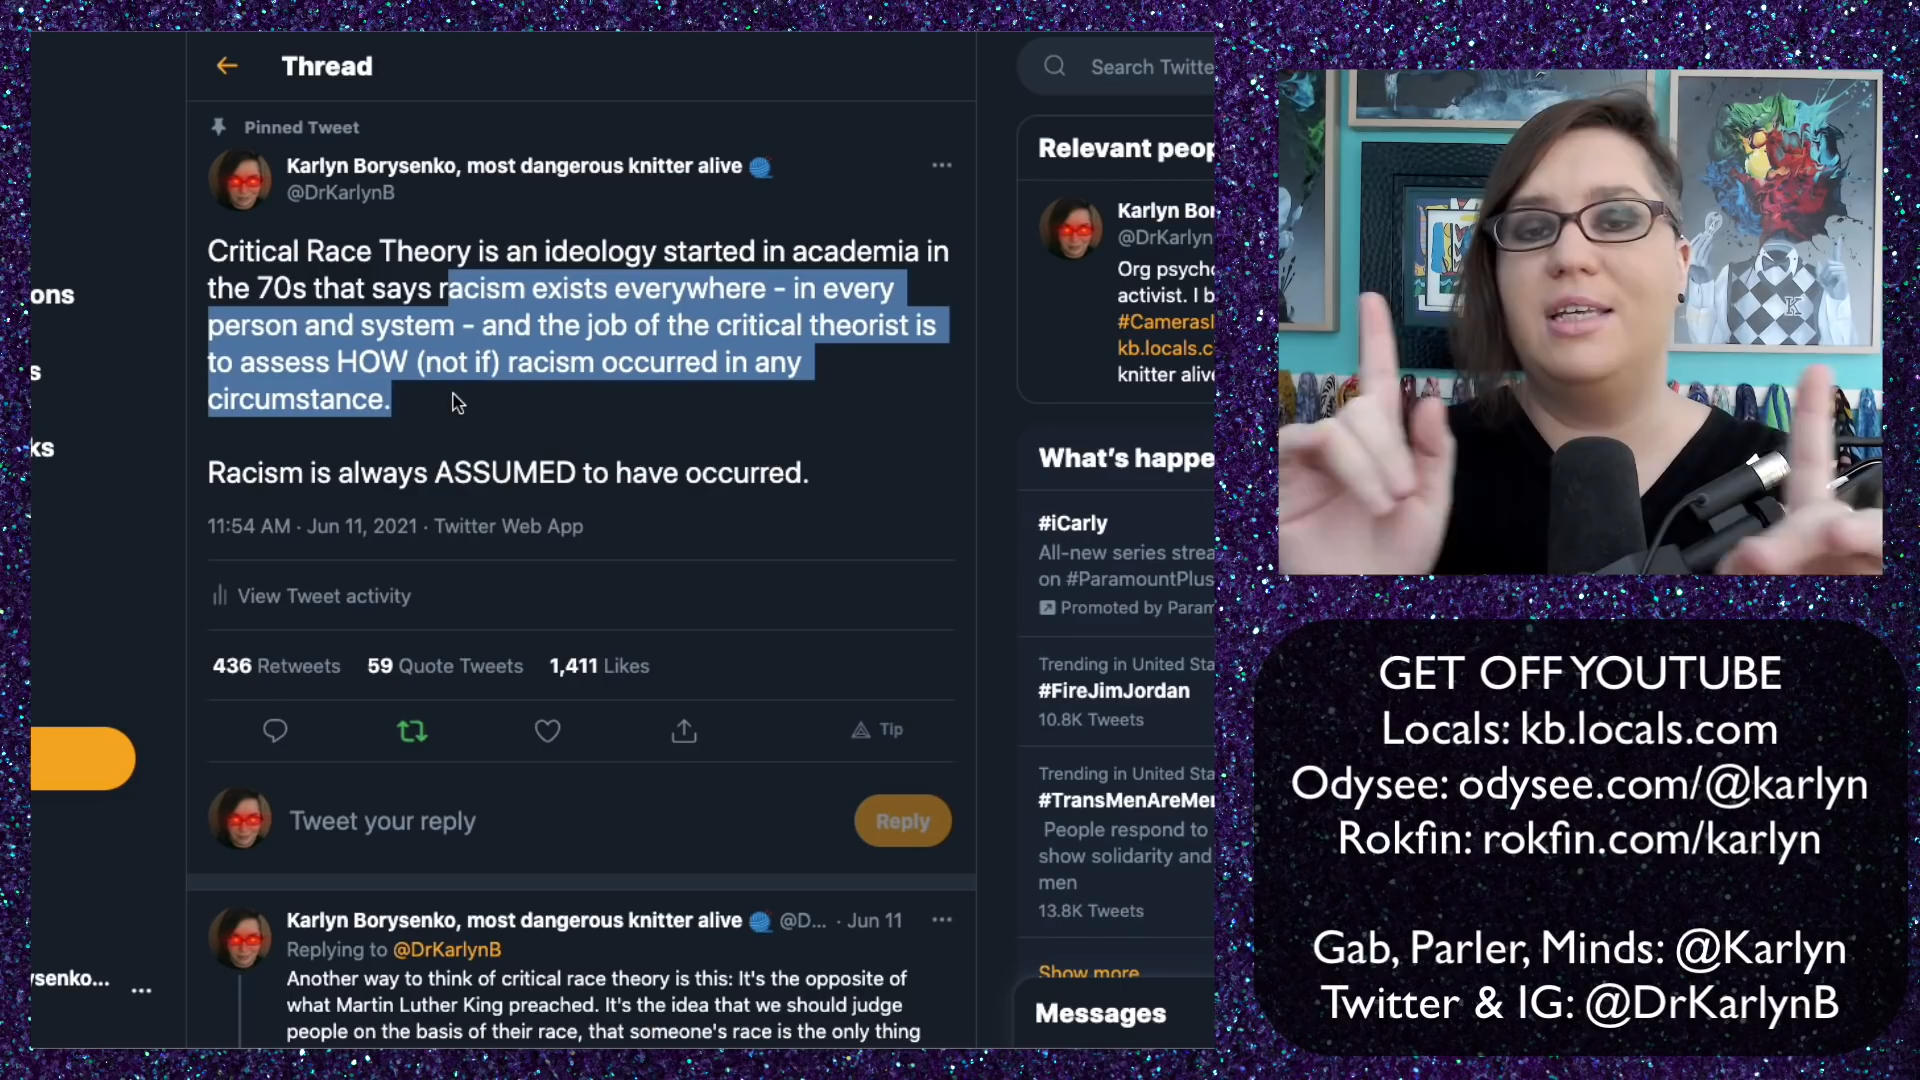 Thread
Search Twitte
Pinned Tweet
Karlyn Borysenko, most dangerous knitter alive
@DrKarlynB
Critical Race Theory is an ideology started in academia in
the 70s that says racism exists everywhere - in every
person and system - and the job of the critical theorist is
to assess HOW (not if) racism occurred in any
circumstance.
Racism is always ASSUMED to have occurred.
11:54 AM · Jun 11, 2021 · Twitter Web App
View Tweet activity
436 Retweets 59 Quote Tweets 1,411 Likes
Tip
Tweet your reply
Reply
Karlyn Borysenko, most dangerous knitter alive @D... · Jun 11
Replying to @DrKarlynB
Another way to think of critical race theory is this: It's the opposite of
what Martin Luther King preached. It's the idea that we should judge
people on the basis of their race, that someone's race is the only thing
ons
s
ks
ysenko...
Relevant peop
Karlyn Bor
@DrKarlyn
Org psycho
activist. I b
#CamerasI
kb.locals.c
knitter alive
What's happe
#iCarly
All-new series strea
on #ParamountPlus
Promoted by Param
Trending in United Sta
#FireJimJordan
10.8K Tweets
Trending in United Sta
#TransMenAreMe
People respond to
show solidarity and
men
13.8K Tweets
Show more
Messages
K
GET OFF YOUTUBE
Locals: kb.locals.com
Odysee: odysee.com/@karlyn
Rokfin: rokfin.com/karlyn
Gab, Parler, Minds: @Karlyn
Twitter & IG: @DrKarlynB